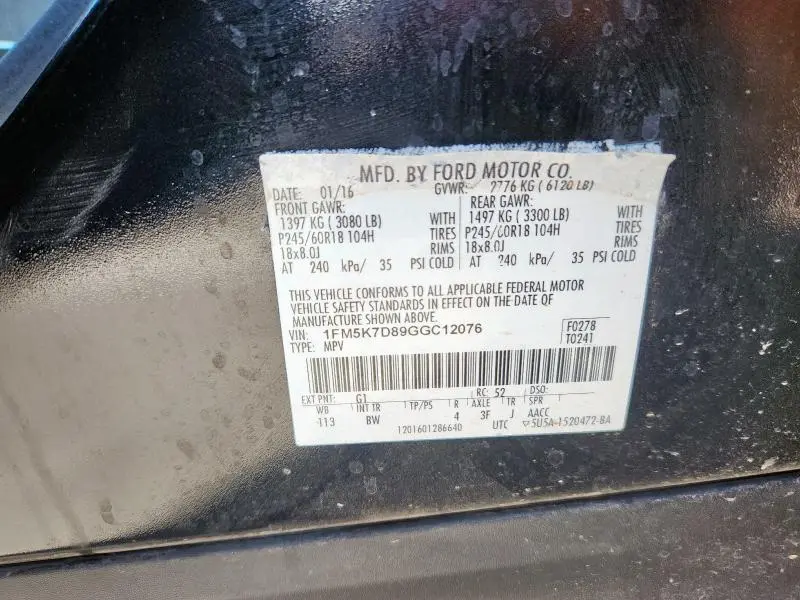 MFD. BY FORD MOTOR CO.
DATE: 01/16 GVWR: 2776 KG ( 6120 LB)
FRONT GAWR: REAR GAWR:
1397 KG ( 3080 LB) WITH 1497 KG ( 3300 LB) WITH
P245/60R18 104H TIRES P245/60R18 104H TIRES
18x8.0J RIMS 18x8.0J RIMS
AT 240 kPa/ 35 PSI COLD AT 240 kPa/ 35 PSI COLD
THIS VEHICLE CONFORMS TO ALL APPLICABLE FEDERAL MOTOR
VEHICLE SAFETY STANDARDS IN EFFECT ON THE DATE OF
MANUFACTURE SHOWN ABOVE.
VIN: 1FM5K7D89GGC12076 F0278
TYPE: MPV T0241
EXT PNT: G1 RC: 52 DSO:
WB INT TR TP/PS R AXLE TR SPR
113 BW 4 3F J AACC
1201601286640 UTC 5U5A-1520472-BA